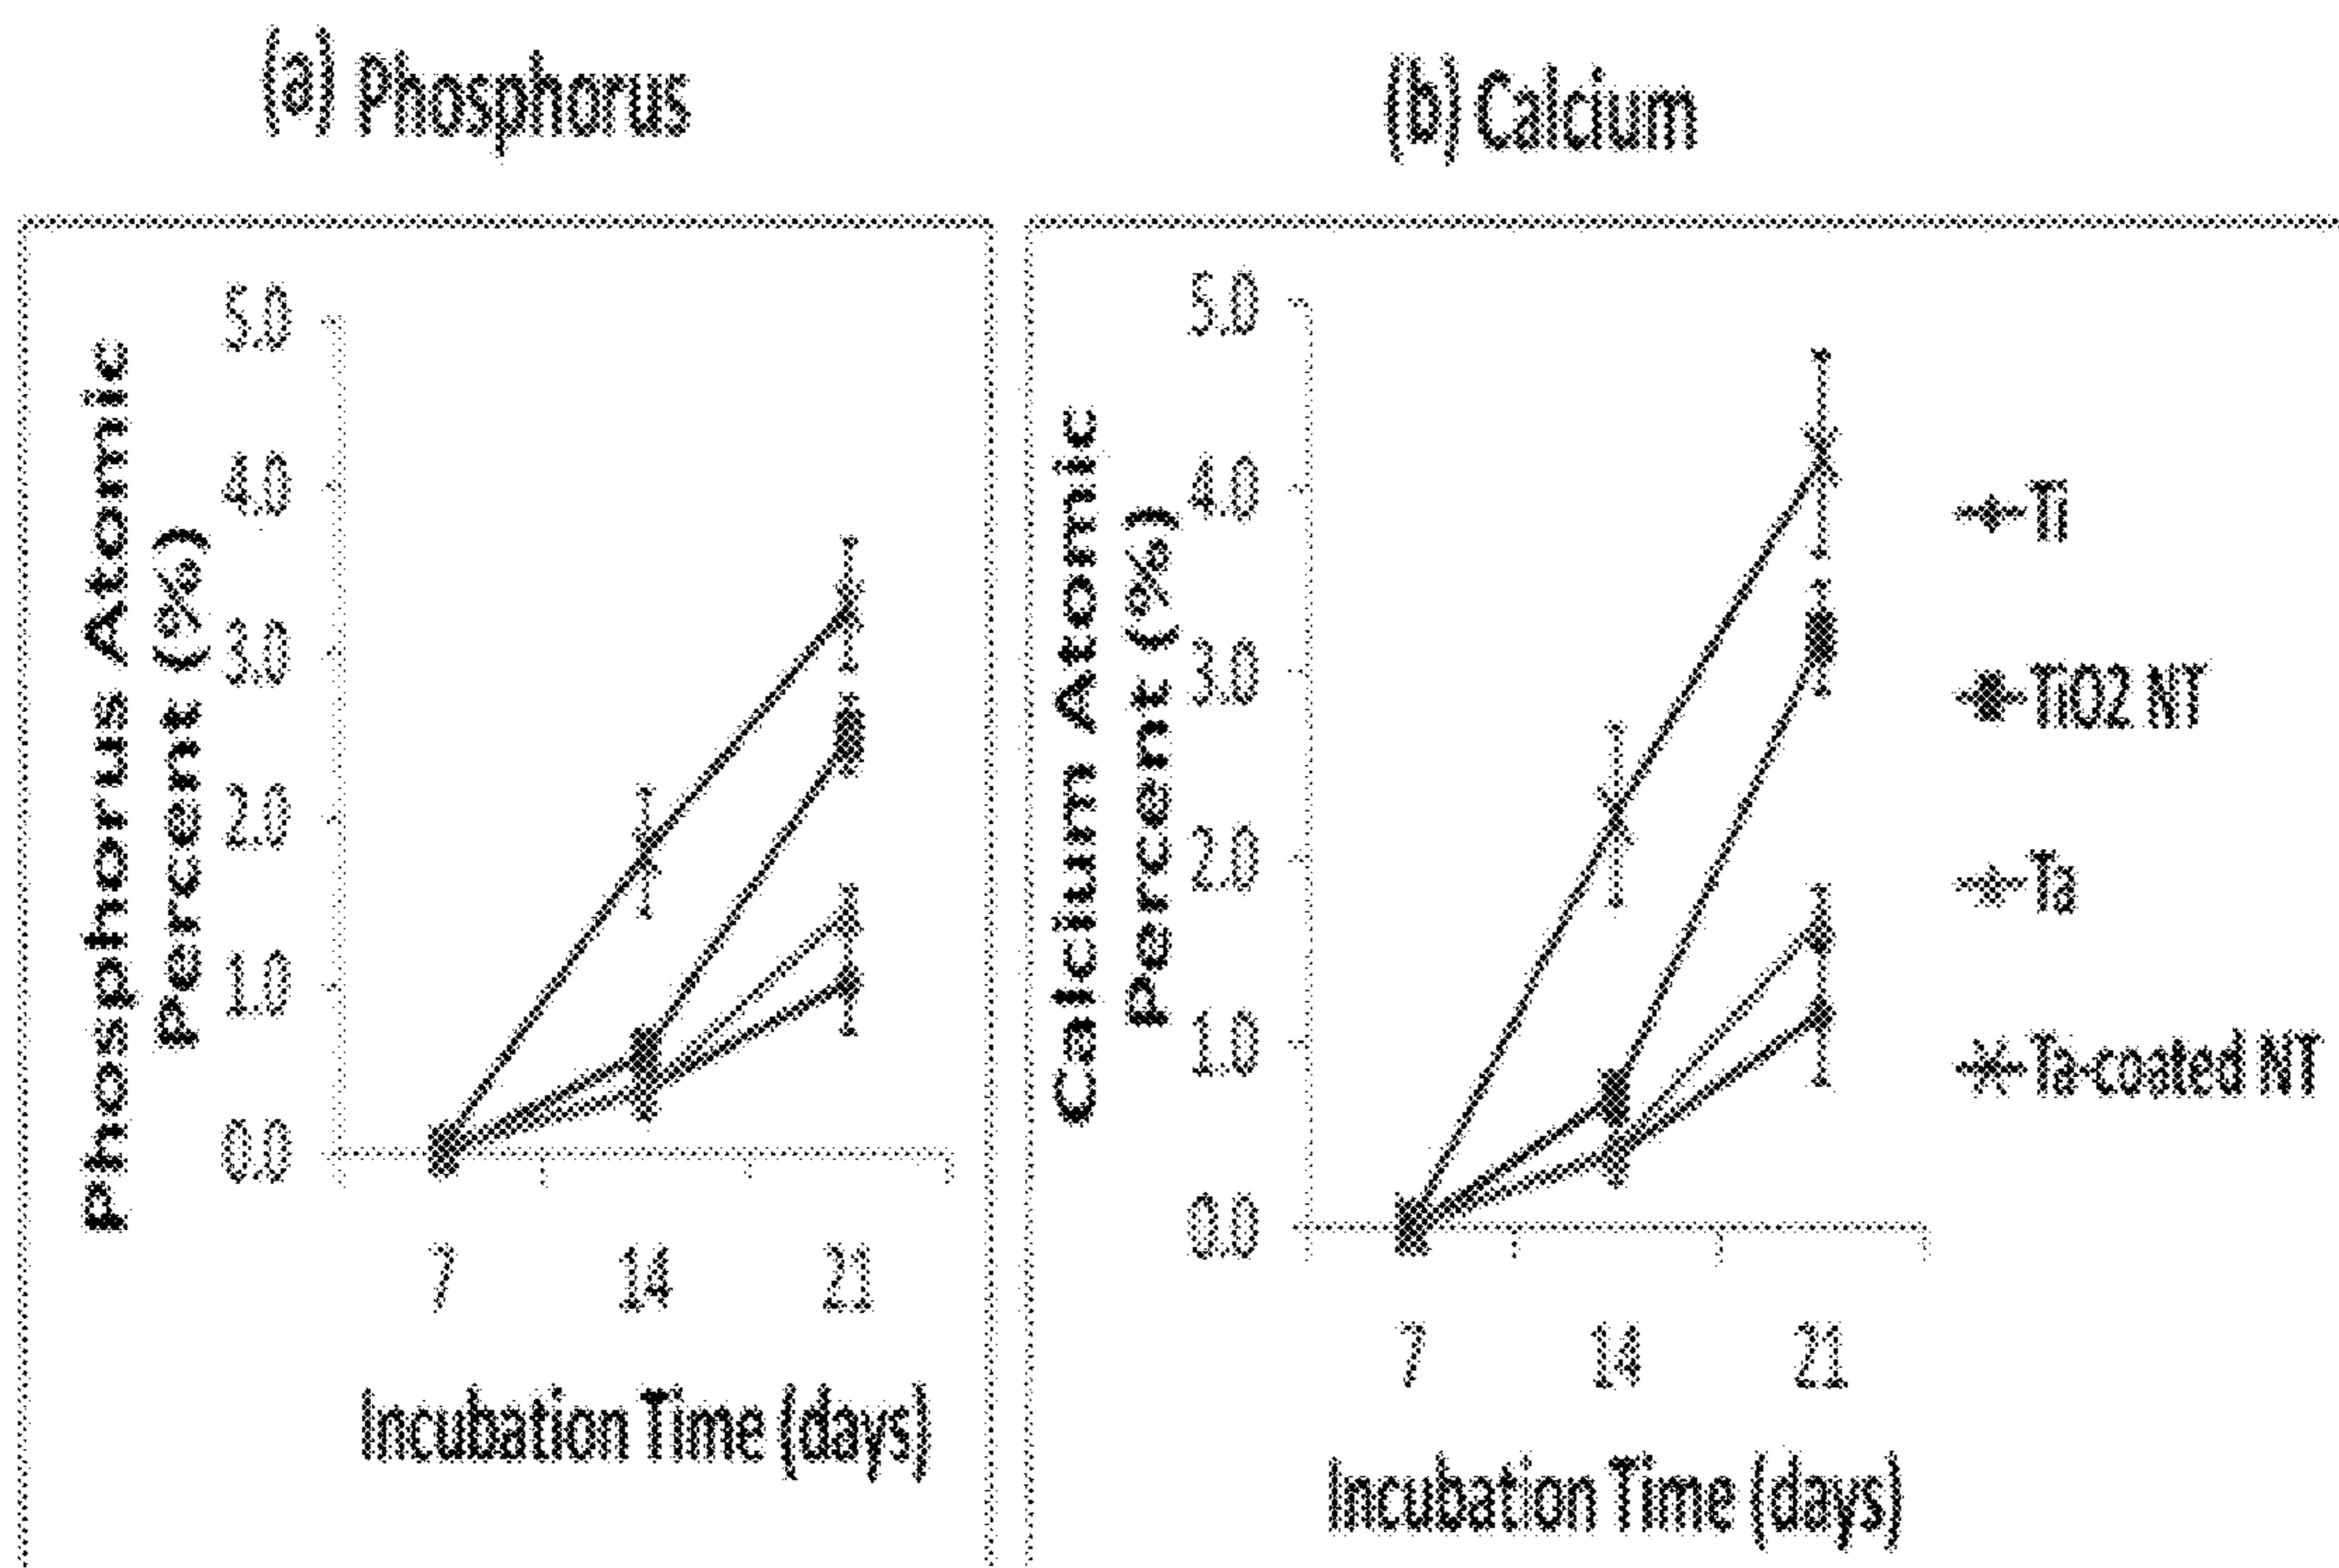 (a) Phosphorus
Phosphorus Atomic
Percent (%)
5.0
4.0
3.0
2.0
1.0
0.0
7 14 21
Incubation Time (days)
(b) Calcium
Calcium Atomic
Percent (%)
5.0
4.0
3.0
2.0
1.0
0.0
7 14 21
Incubation Time (days)
Ti
TiO2 NT
Ta
Ta-coated NT